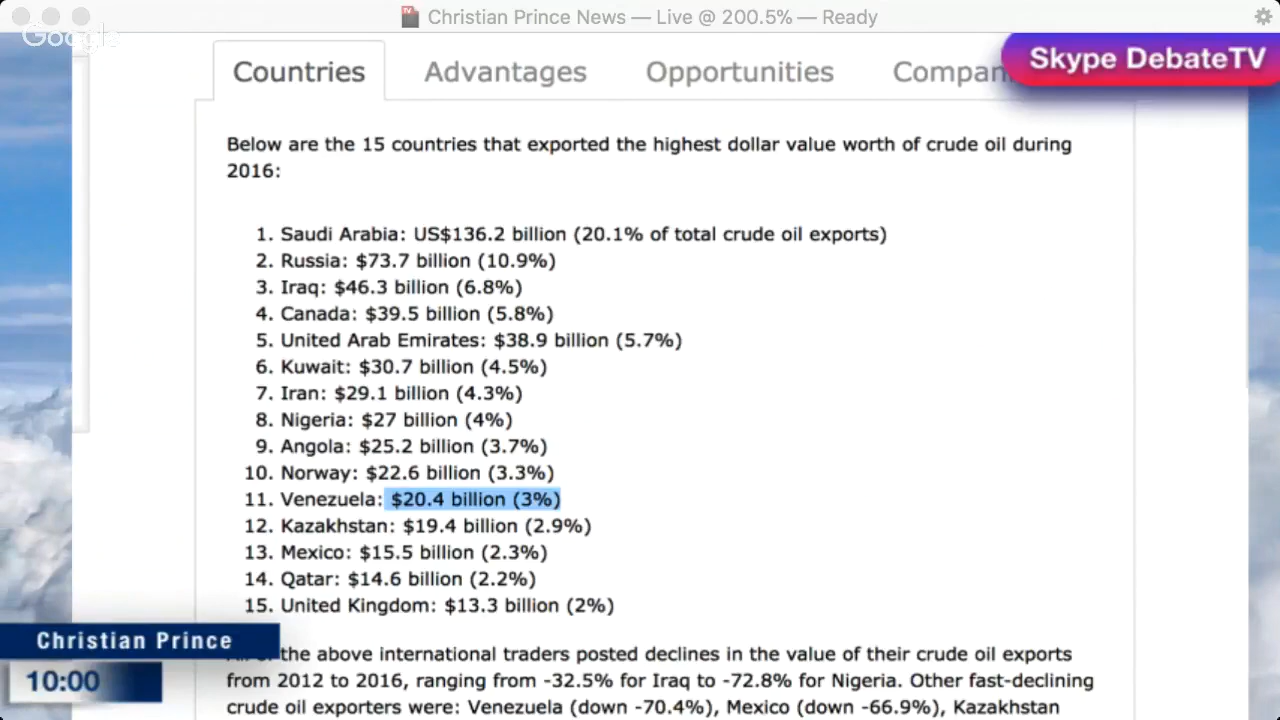 Christian Prince News — Live @ 200.5% — Ready
Google
Skype DebateTV
Countries Advantages Opportunities
Below are the 15 countries that exported the highest dollar value worth of crude oil during
2016:
1. Saudi Arabia: US$136.2 billion (20.1% of total crude oil exports)
2. Russia: $73.7 billion (10.9%)
3. Iraq: $46.3 billion (6.8%)
4. Canada: $39.5 billion (5.8%)
5. United Arab Emirates: $38.9 billion (5.7%)
6. Kuwait: $30.7 billion (4.5%)
7. Iran: $29.1 billion (4.3%)
8. Nigeria: $27 billion (4%)
9. Angola: $25.2 billion (3.7%)
10. Norway: $22.6 billion (3.3%)
11. Venezuela: $20.4 billion (3%)
12. Kazakhstan: $19.4 billion (2.9%)
13. Mexico: $15.5 billion (2.3%)
14. Qatar: $14.6 billion (2.2%)
15. United Kingdom: $13.3 billion (2%)
Christian Prince
the above international traders posted declines in the value of their crude oil exports
10:00
from 2012 to 2016, ranging from -32.5% for Iraq to -72.8% for Nigeria. Other fast-declining
crude oil exporters were: Venezuela (down -70.4%), Mexico (down -66.9%), Kazakhstan